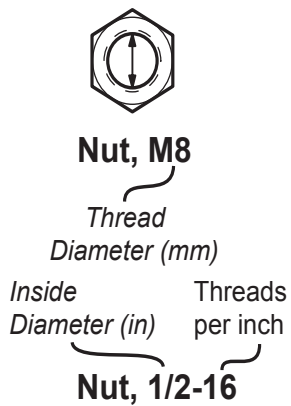 Nut, M8
Thread
Diameter (mm)
Inside
Diameter (in)
Threads
per inch
Nut, 1/2-16